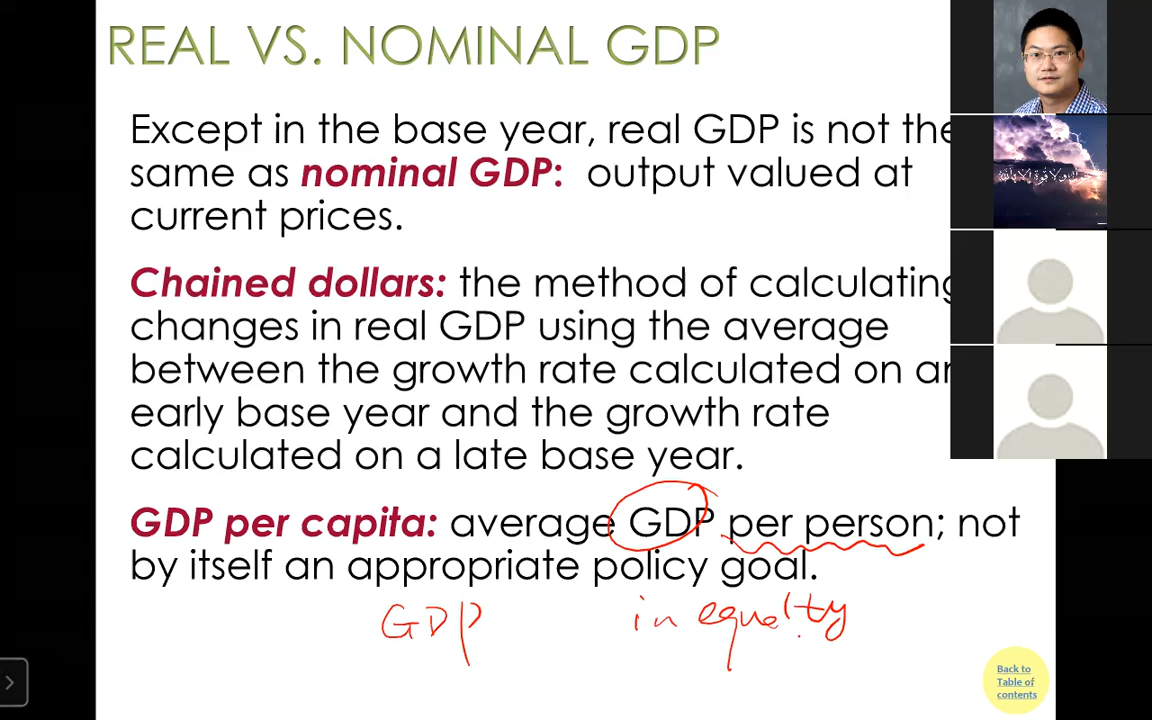 REAL VS. NOMINAL GDP
Except in the base year, real GDP is not the
same as nominal GDP: output valued at
current prices.
Chained dollars: the method of calculating
changes in real GDP using the average
between the growth rate calculated on an
early base year and the growth rate
calculated on a late base year.
GDP per capita: average GDP per person; not
by itself an appropriate policy goal.
GDP inequalty
Back to
Table of
contents